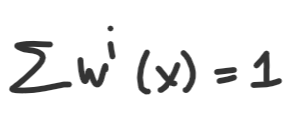 ∑ wⁱ (x) = 1